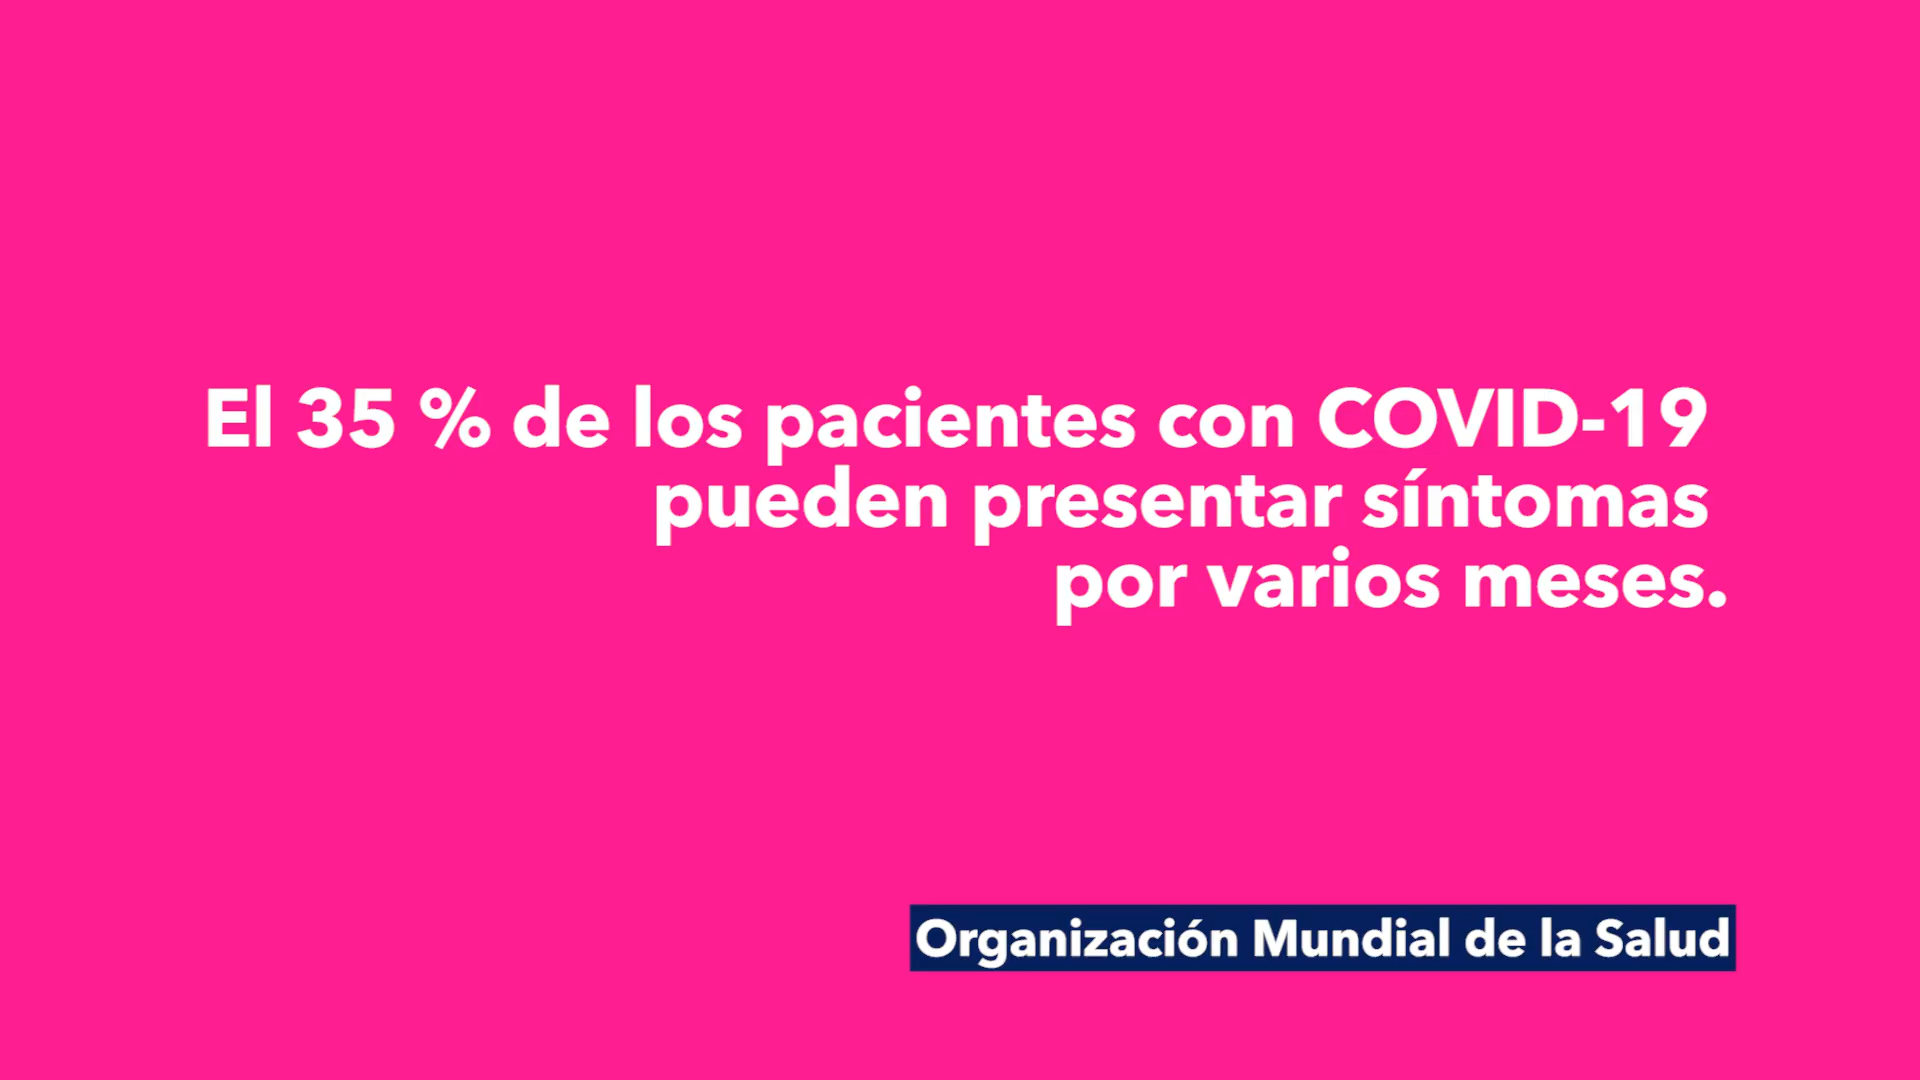 El 35 % de los pacientes con COVID-19
pueden presentar síntomas
por varios meses.
Organización Mundial de la Salud